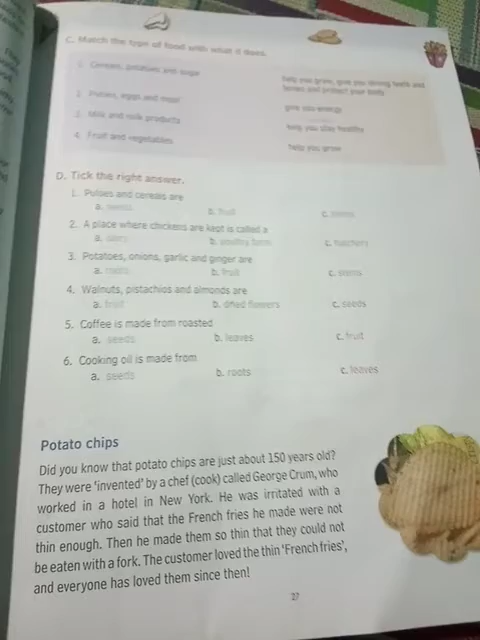 C. Match the type of food with what it does.
1. Cereals, potatoes and sugar
help you grow, give you strong teeth and
bones and protect your body
2. Pulses, eggs and meat
give you energy
3. Milk and milk products
help you stay healthy
4. Fruit and vegetables
help you grow
D. Tick the right answer.
1. Pulses and cereals are
a. seeds b. fruit c. stems
2. A place where chickens are kept is called a
a. dairy b. poultry farm c. hatchery
3. Potatoes, onions, garlic and ginger are
a. roots b. fruit c. stems
4. Walnuts, pistachios and almonds are
a. fruit b. dried flowers c. seeds
5. Coffee is made from roasted
a. seeds b. leaves c. fruit
6. Cooking oil is made from
a. seeds b. roots c. leaves
Potato chips
Did you know that potato chips are just about 150 years old?
They were 'invented' by a chef (cook) called George Crum, who
worked in a hotel in New York. He was irritated with a
customer who said that the French fries he made were not
thin enough. Then he made them so thin that they could not
be eaten with a fork. The customer loved the thin 'French fries',
and everyone has loved them since then!
27